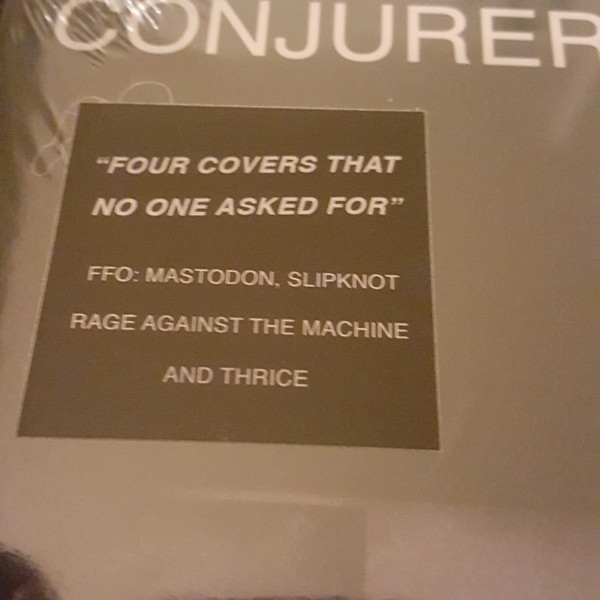 CONJURER
“FOUR COVERS THAT
NO ONE ASKED FOR”
FFO: MASTODON, SLIPKNOT
RAGE AGAINST THE MACHINE
AND THRICE